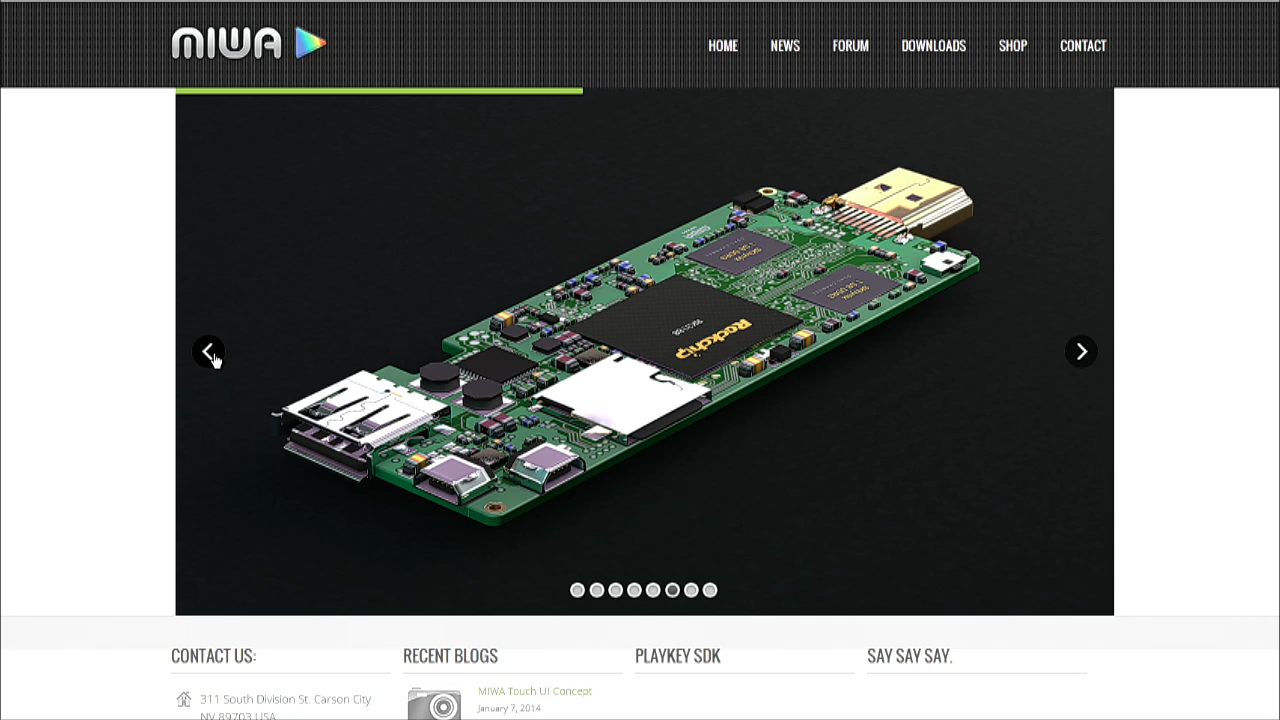 MIWA
HOME NEWS FORUM DOWNLOADS SHOP CONTACT
Rockchip
CONTACT US:
RECENT BLOGS
PLAYKEY SDK
SAY SAY SAY.
311 South Division St. Carson City
NV 89703 USA
MIWA Touch UI Concept
January 7, 2014